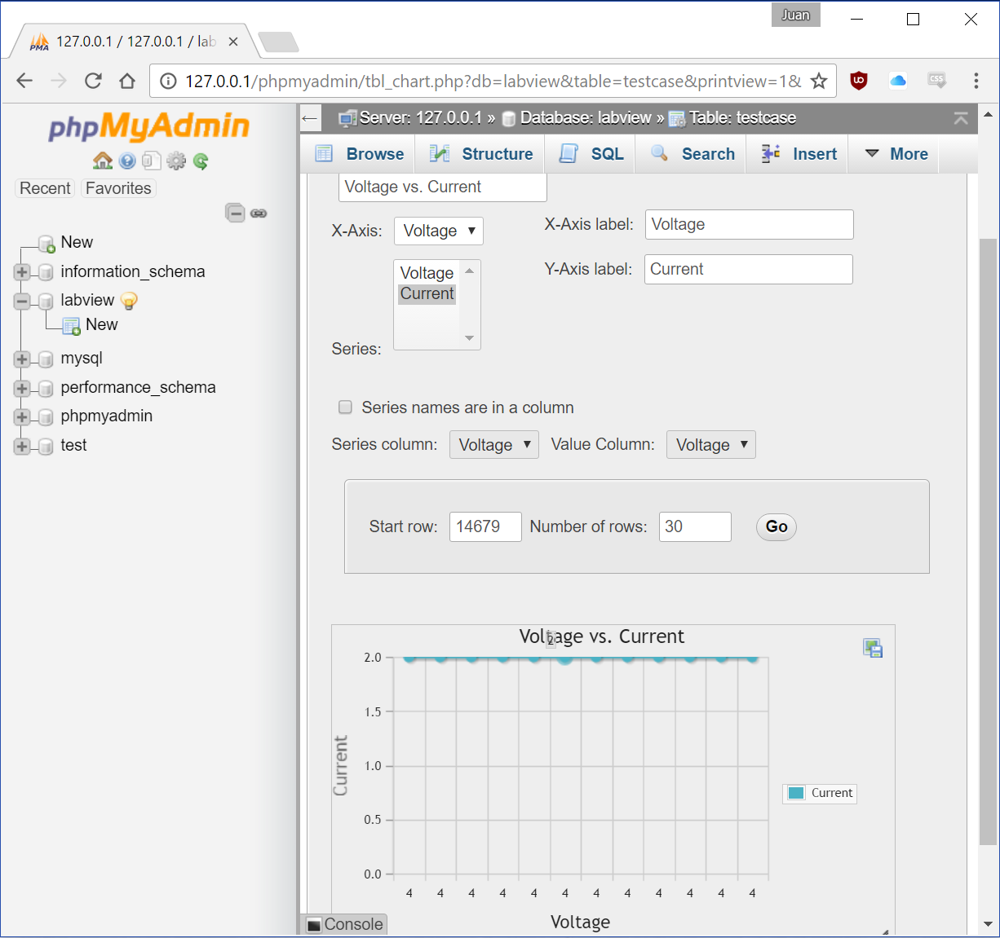 Juan
PMA 127.0.0.1 / 127.0.0.1 / lab
127.0.0.1/phpmyadmin/tbl_chart.php?db=labview&table=testcase&printview=1&
phpMyAdmin
Recent Favorites
New
information_schema
labview
New
mysql
performance_schema
phpmyadmin
test
Server: 127.0.0.1 » Database: labview » Table: testcase
Browse Structure SQL Search Insert More
Voltage vs. Current
X-Axis: Voltage X-Axis label: Voltage
Voltage
Current
Y-Axis label: Current
Series:
Series names are in a column
Series column: Voltage Value Column: Voltage
Start row: 14679 Number of rows: 30 Go
Voltage vs. Current
2
2.0
1.5
1.0
0.5
0.0
Current
Current
4 4 4 4 4 4 4 4 4 4 4 4
Voltage
Console